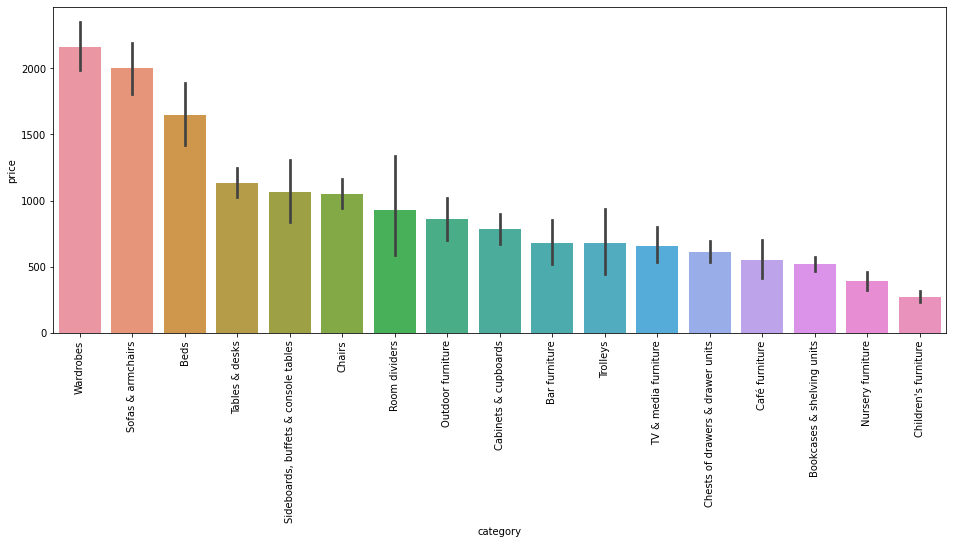 price
2000
1500
1000
500
0
Wardrobes
Sofas & armchairs
Beds
Tables & desks
Sideboards, buffets & console tables
Chairs
Room dividers
Outdoor furniture
Cabinets & cupboards
Bar furniture
Trolleys
TV & media furniture
Chests of drawers & drawer units
Café furniture
Bookcases & shelving units
Nursery furniture
Children's furniture
category